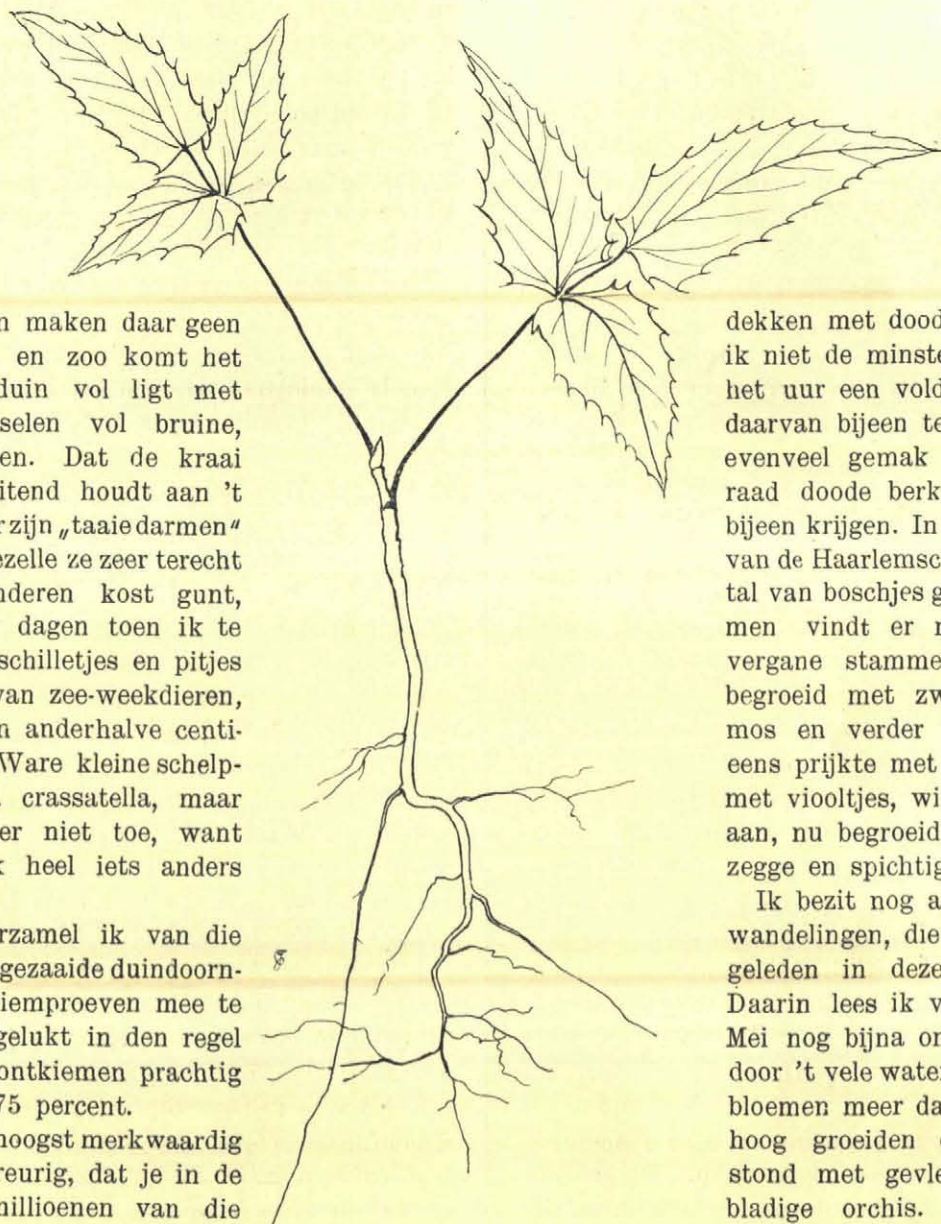 n maken daar geen
en zoo komt het
duin vol ligt met
selen vol bruine,
en. Dat de kraai
itend houdt aan 't
r zijn „taaie darmen"
ezelle ze zeer terecht
nderen kost gunt,
dagen toen ik te
schilletjes en pitjes
van zee-weekdieren,
n anderhalve centi-
Ware kleine schelp-
crassatella, maar
er niet toe, want
k heel iets anders
rzamel ik van die
gezaaide duindoorn-
iemproeven mee te
gelukt in den regel
ontkiemen prachtig
75 percent.
hoogst merkwaardig
reurig, dat je in de
millioenen van die
dekken met dood
ik niet de minste
het uur een vold
daarvan bijeen te
evenveel gemak
raad doode berk
bijeen krijgen. In
van de Haarlemsc
tal van boschjes g
men vindt er n
vergane stamme
begroeid met zw
mos en verder
eens prijkte met
met viooltjes, wi
aan, nu begroeid
zegge en spichtig
Ik bezit nog a
wandelingen, die
geleden in deze
Daarin lees ik v
Mei nog bijna on
door 't vele water
bloemen meer da
hoog groeiden
stond met gevle
bladige orchis.